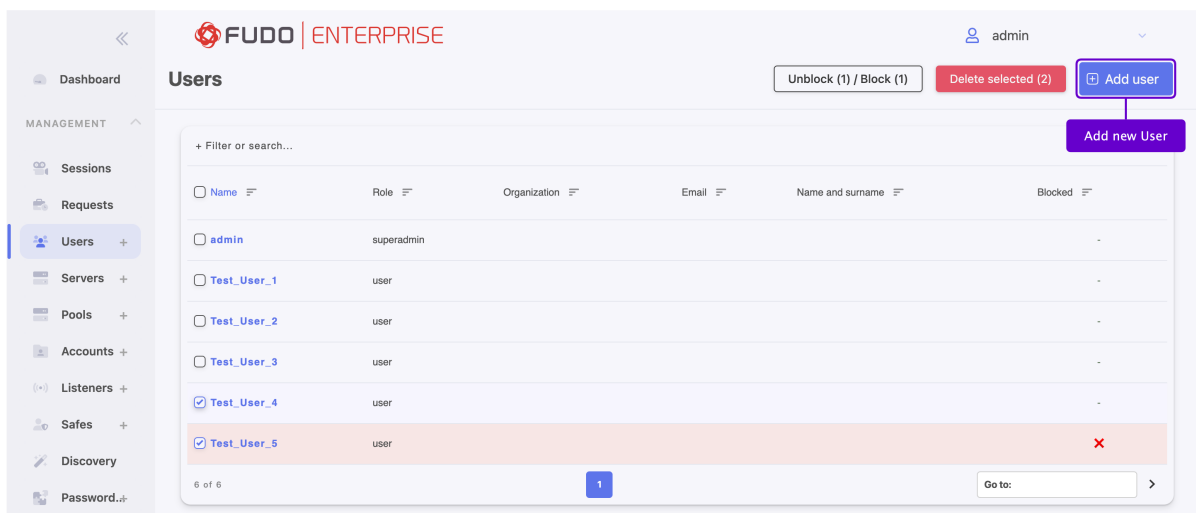 FUDO ENTERPRISE
admin
Dashboard
Users
Unblock (1) / Block (1)
Delete selected (2)
Add user
Add new User
MANAGEMENT
Sessions
Requests
Users +
Servers +
Pools +
Accounts +
Listeners +
Safes +
Discovery
Password..+
+ Filter or search...
Name Role Organization Email Name and surname Blocked
admin superadmin -
Test_User_1 user -
Test_User_2 user -
Test_User_3 user -
Test_User_4 user -
Test_User_5 user
6 of 6 1 Go to: